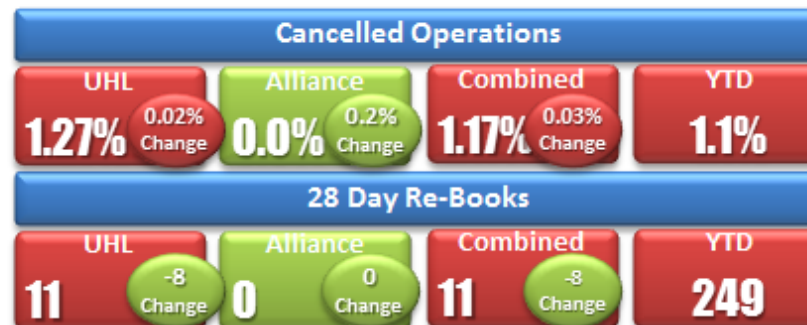 Cancelled Operations
UHL Alliance Combined YTD
1.27% 0.02% Change 0.0% 0.2% Change 1.17% 0.03% Change 1.1%
28 Day Re-Books
UHL Alliance Combined YTD
11 -8 Change 0 0 Change 11 -8 Change 249